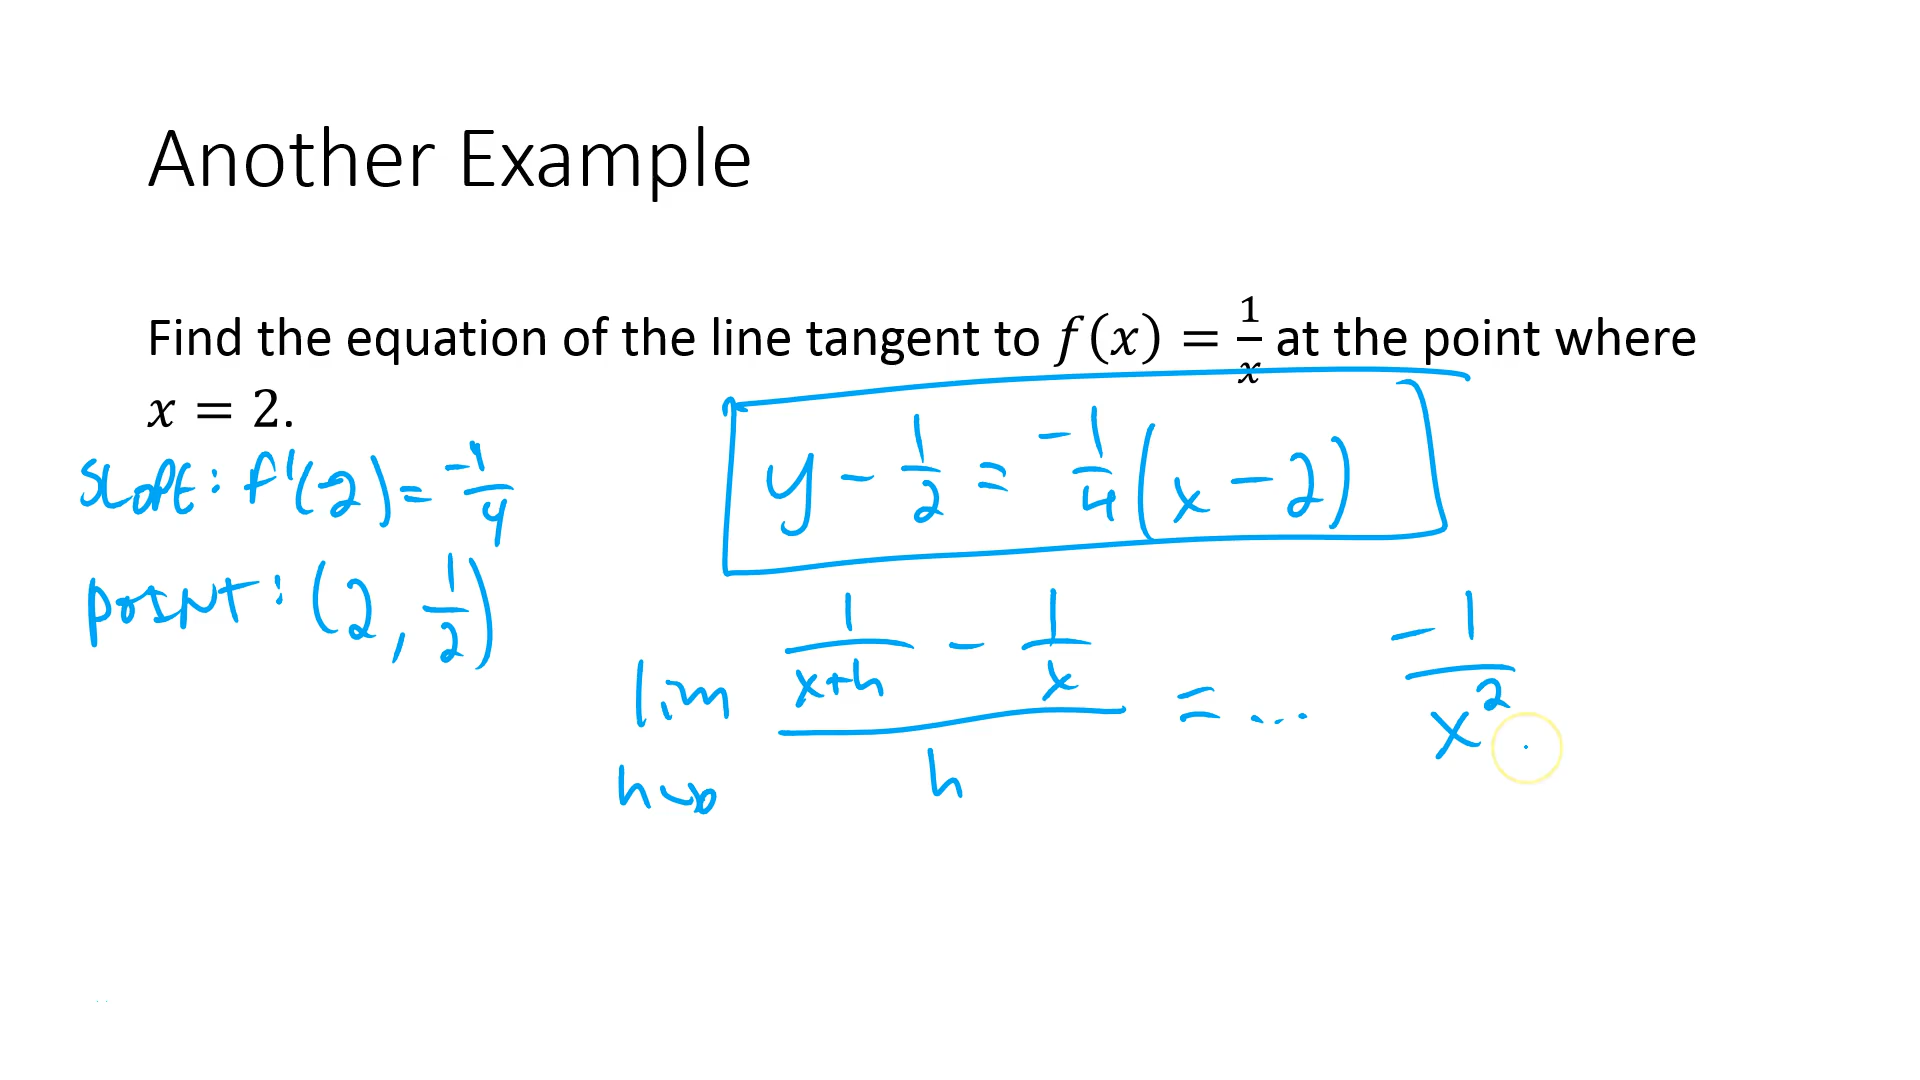 Another Example
Find the equation of the line tangent to f(x) = 1/x at the point where
x = 2.
SLOPE: f'(2) = -1/4
POINT: (2, 1/2)
y - 1/2 = -1/4 (x - 2)
lim h→0 (1/(x+h) - 1/x)/h = ... -1/x²